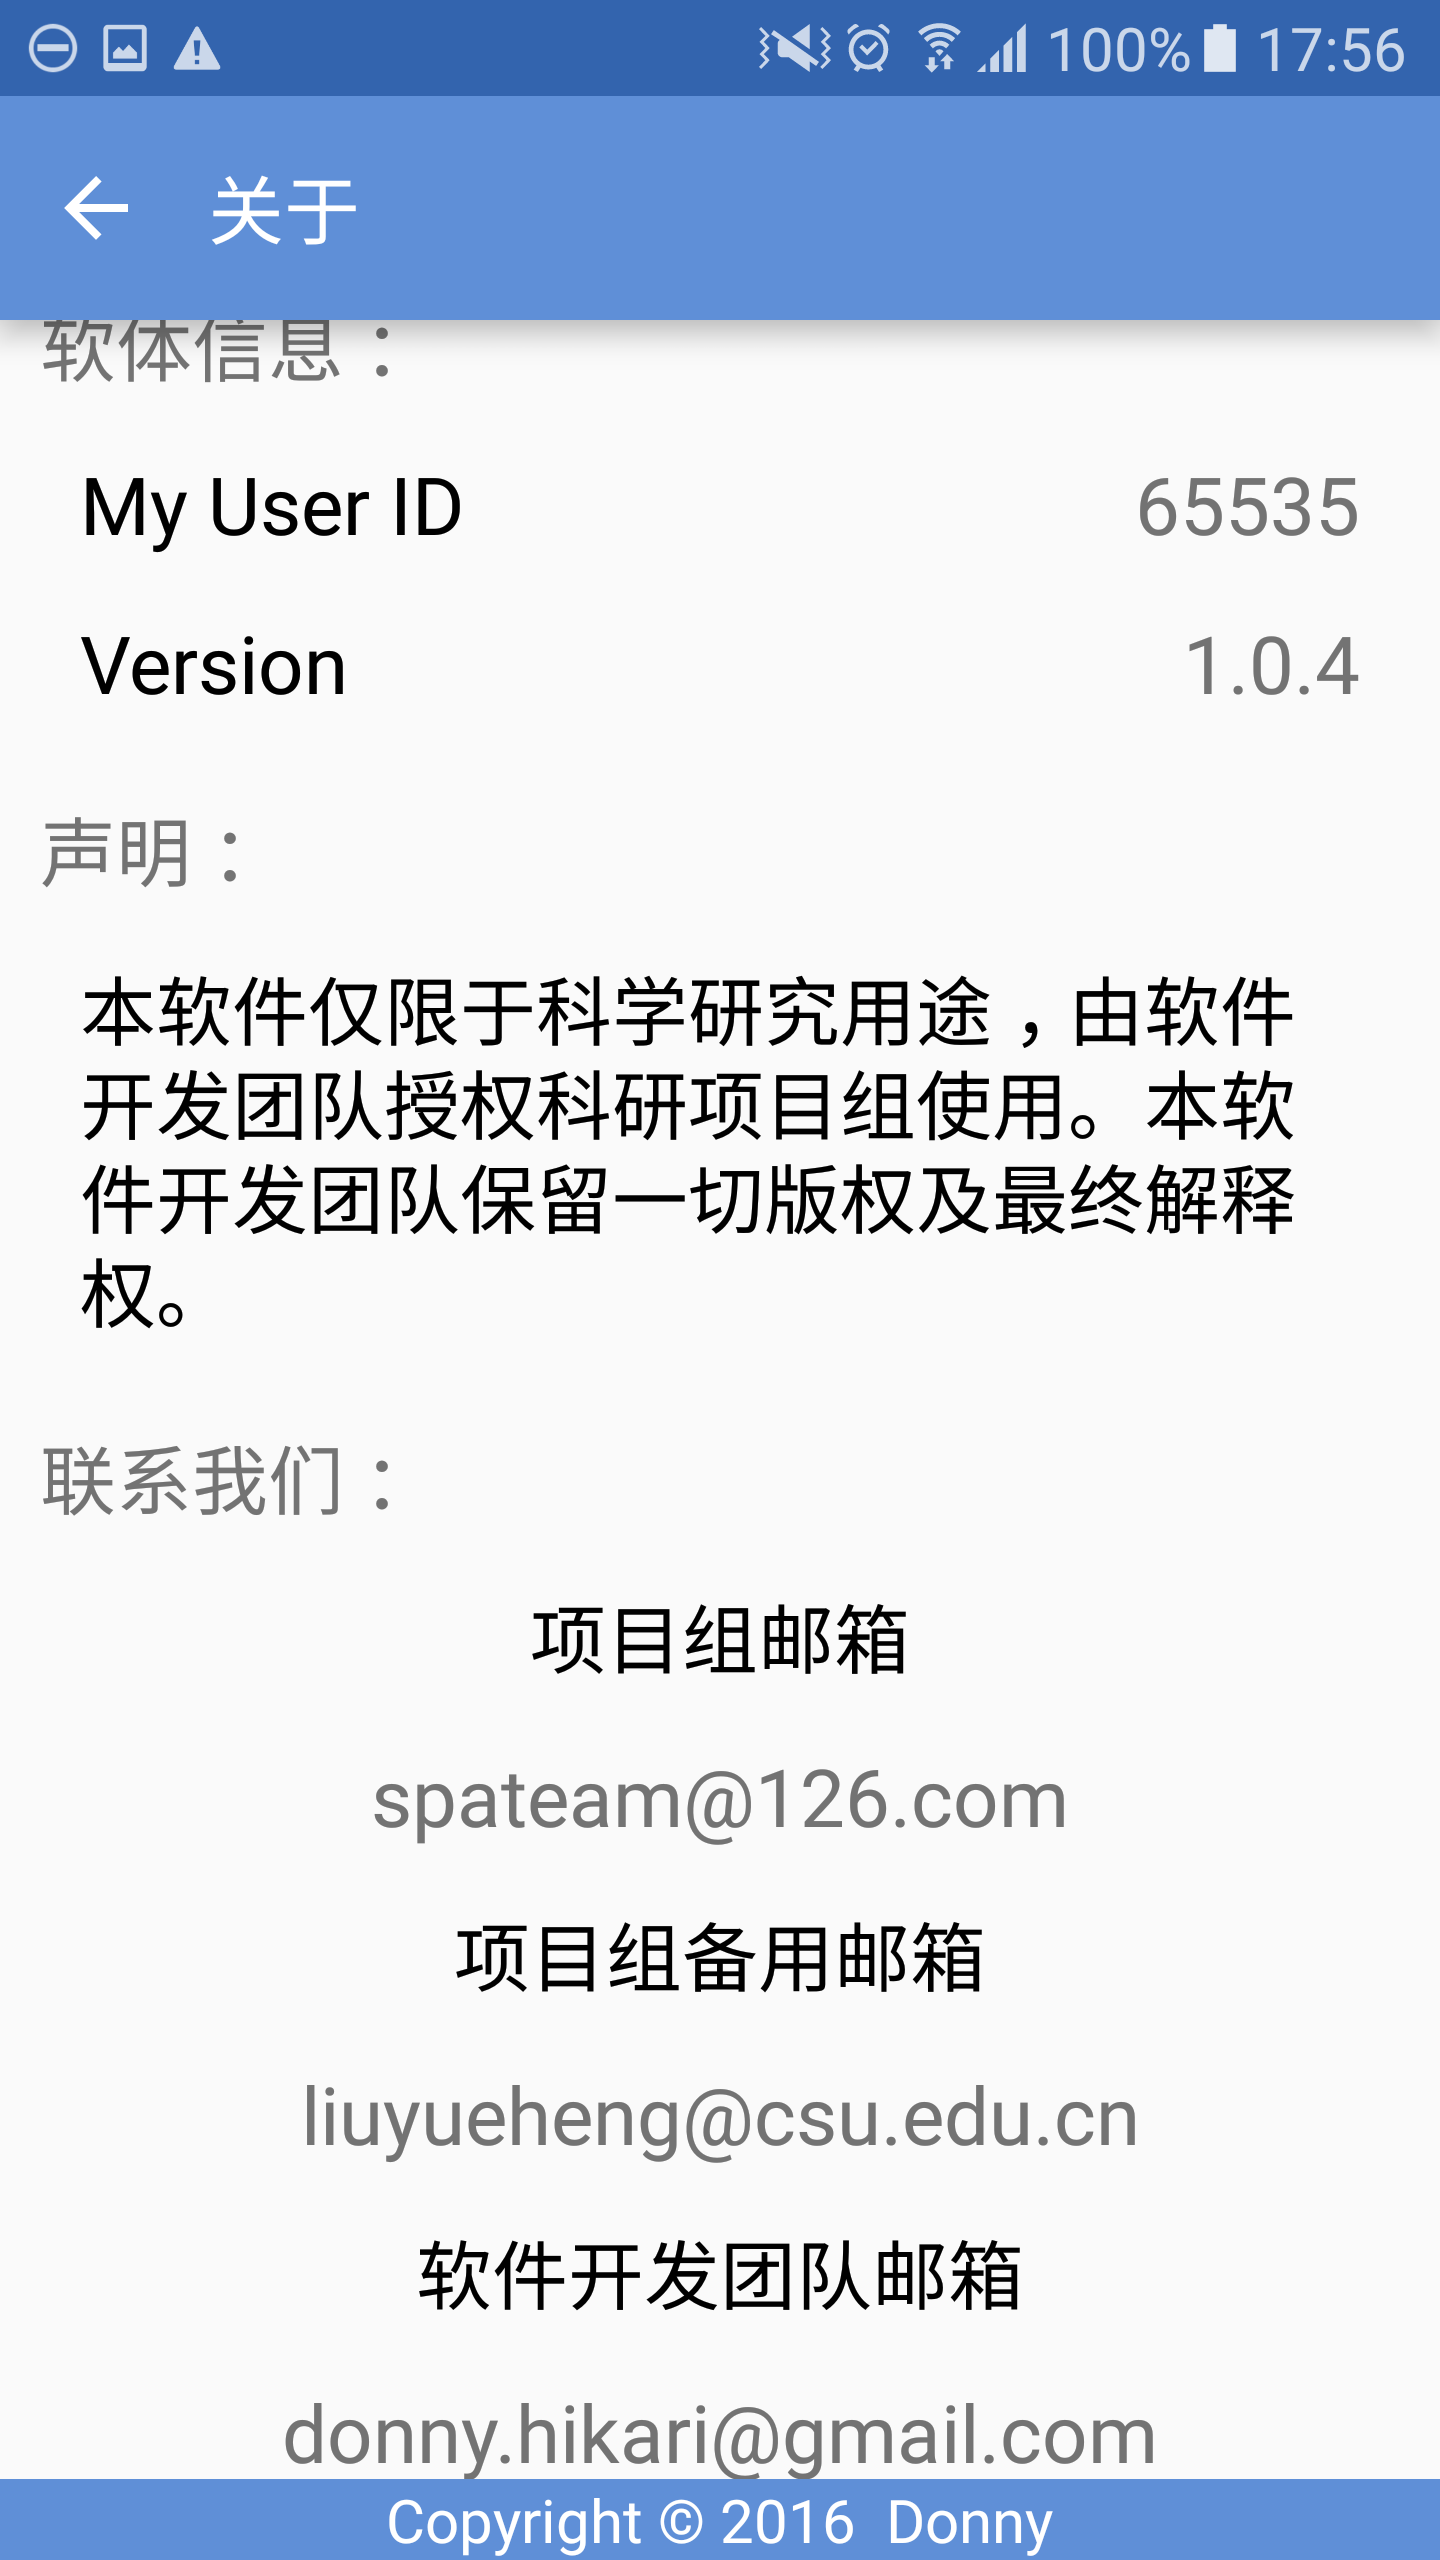 100% 17:56
关于
软体信息：
My User ID 65535
Version 1.0.4
声明：
本软件仅限于科学研究用途，由软件
开发团队授权科研项目组使用。本软
件开发团队保留一切版权及最终解释
权。
联系我们：
项目组邮箱
spateam@126.com
项目组备用邮箱
liuyueheng@csu.edu.cn
软件开发团队邮箱
donny.hikari@gmail.com
Copyright © 2016 Donny